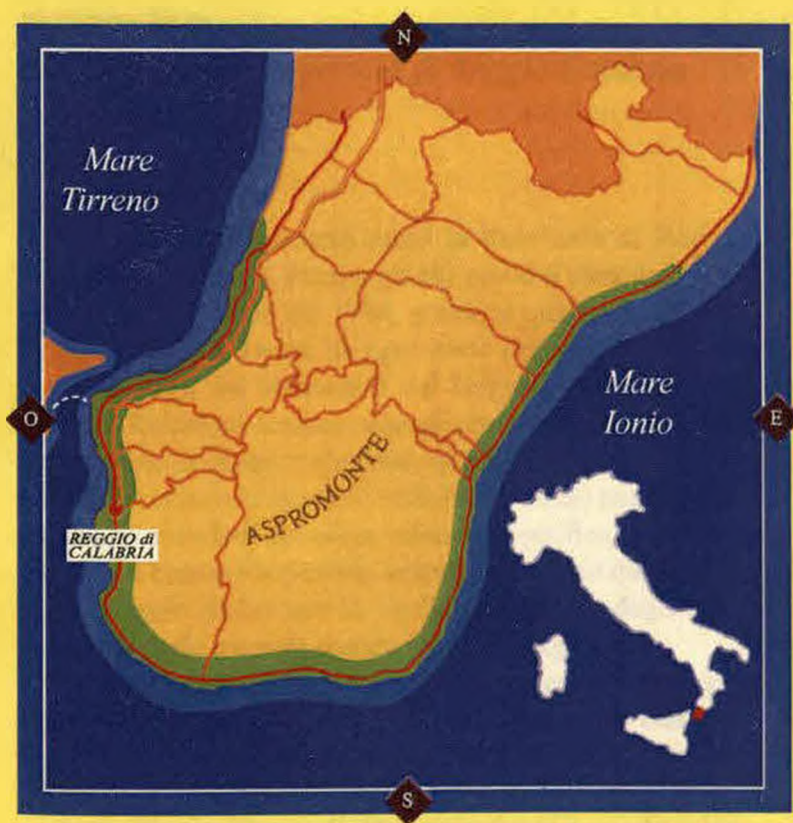 N
Mare
Tirreno
O
Mare
Ionio
E
ASPROMONTE
REGGIO di
CALABRIA
S